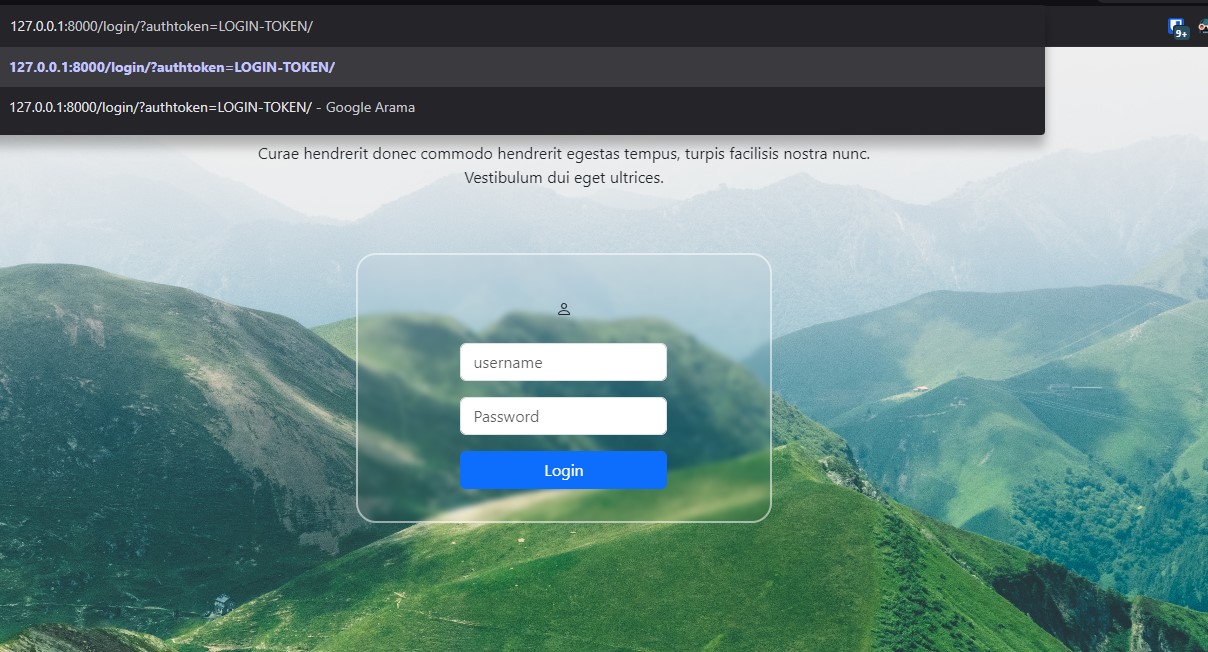 127.0.0.1:8000/login/?authtoken=LOGIN-TOKEN/
9+
127.0.0.1:8000/login/?authtoken=LOGIN-TOKEN/
127.0.0.1:8000/login/?authtoken=LOGIN-TOKEN/ - Google Arama
Curae hendrerit donec commodo hendrerit egestas tempus, turpis facilisis nostra nunc.
Vestibulum dui eget ultrices.
username
Password
Login